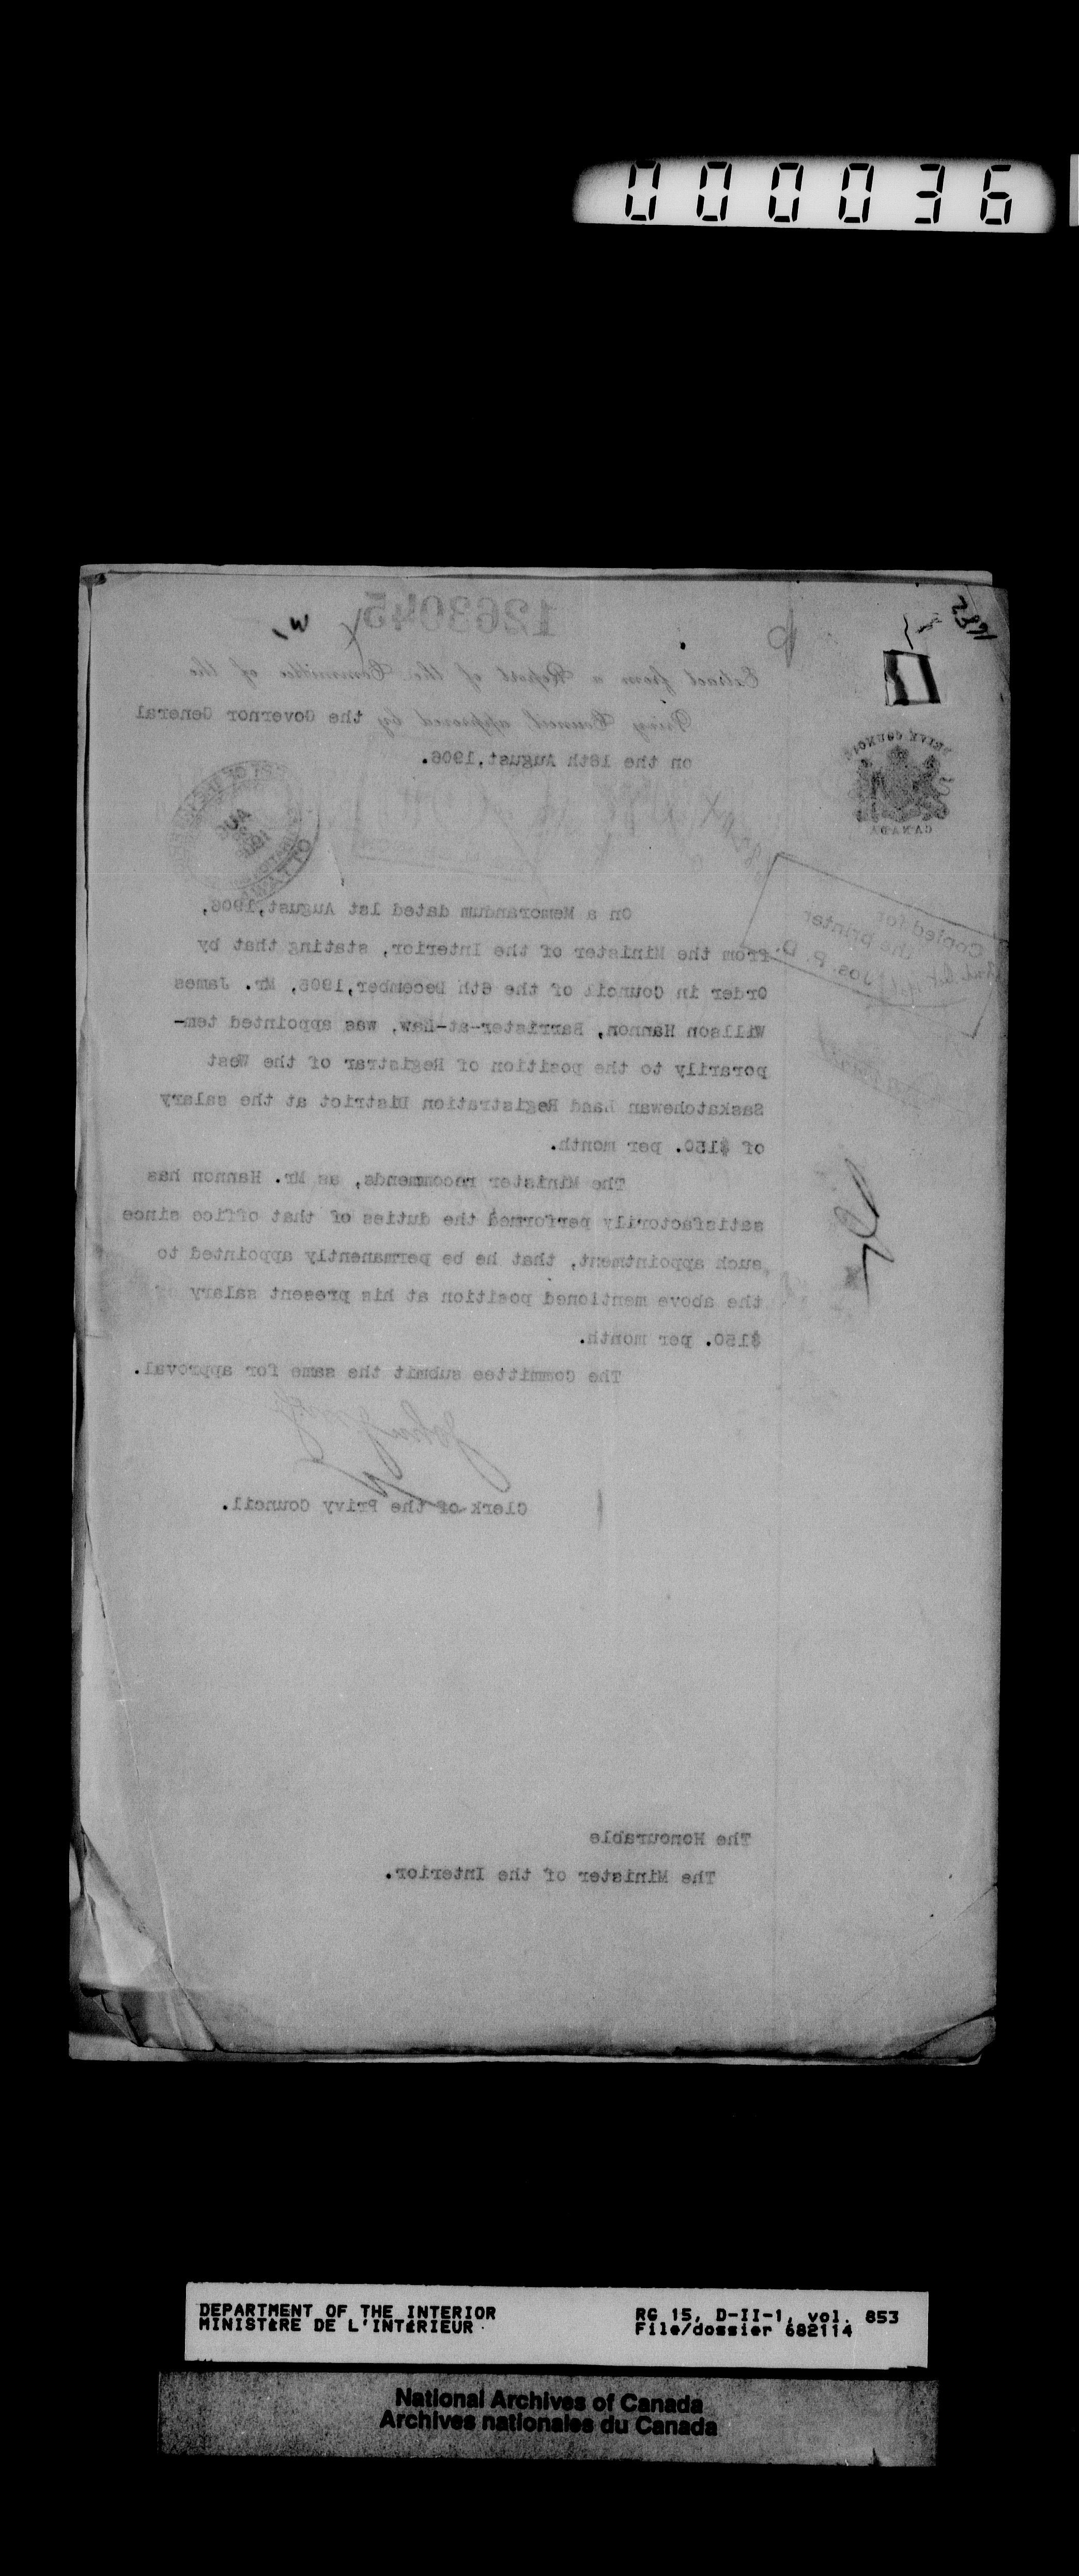 000036
1263045
Extract from a Report of the Committee of the
Privy Council, approved by the Governor General
on the 18th August, 1906.
PRIVY COUNCIL
CANADA
Copied for
the printer
Jos. P. D.
On a Memorandum dated 1st August, 1906,
from the Minister of the Interior, stating that by
Order in Council of the 6th December, 1905, Mr. James
Willson Hannon, Barrister-at-Law, was appointed tem-
porarily to the position of Registrar of the West
Saskatchewan Land Registration District at the salary
of $150. per month.
The Minister recommends, as Mr. Hannon has
satisfactorily performed the duties of that office since
such appointment, that he be permanently appointed to
the above mentioned position at his present salary
$150. per month.
The Committee submit the same for approval.
Clerk of the Privy Council.
The Honourable
The Minister of the Interior.
DEPARTMENT OF THE INTERIOR
MINISTÈRE DE L'INTÉRIEUR
RG 15, D-II-1, vol. 853
File/dossier 682114
National Archives of Canada
Archives nationales du Canada